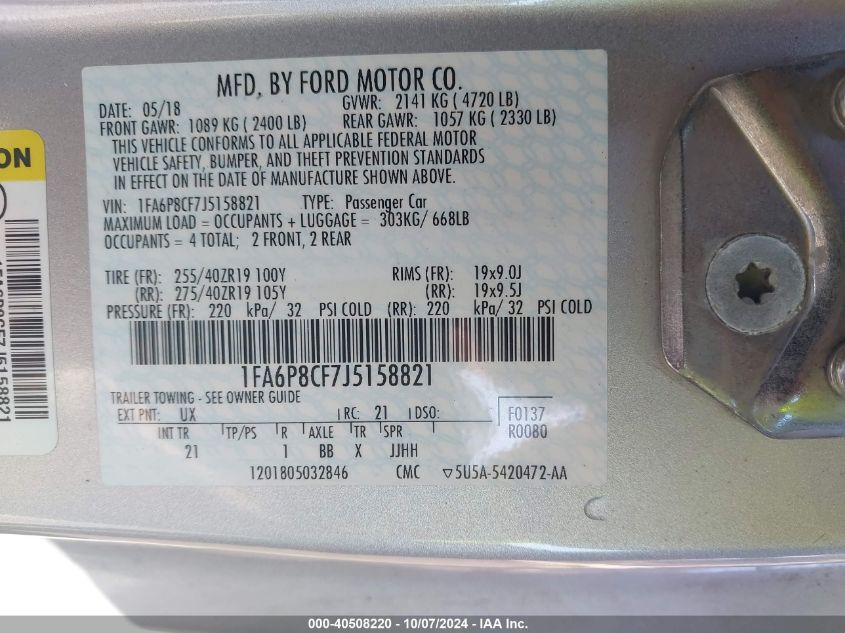 MFD. BY FORD MOTOR CO.
DATE: 05/18 GVWR: 2141 KG ( 4720 LB)
FRONT GAWR: 1089 KG ( 2400 LB) REAR GAWR: 1057 KG ( 2330 LB)
THIS VEHICLE CONFORMS TO ALL APPLICABLE FEDERAL MOTOR
VEHICLE SAFETY, BUMPER, AND THEFT PREVENTION STANDARDS
IN EFFECT ON THE DATE OF MANUFACTURE SHOWN ABOVE.
VIN: 1FA6P8CF7J5158821 TYPE: Passenger Car
MAXIMUM LOAD = OCCUPANTS + LUGGAGE = 303KG/ 668LB
OCCUPANTS = 4 TOTAL; 2 FRONT, 2 REAR
TIRE (FR): 255/40ZR19 100Y RIMS (FR): 19x9.0J
(RR): 275/40ZR19 105Y (RR): 19x9.5J
PRESSURE (FR): 220 kPa/ 32 PSI COLD (RR): 220 kPa/ 32 PSI COLD
1FA6P8CF7J5158821
TRAILER TOWING - SEE OWNER GUIDE
EXT PNT: UX RC: 21 DSO: F0137
R0080
INT TR TP/PS R AXLE TR SPR
21 1 BB X JJHH
1201805032846 CMC ▽5U5A-5420472-AA
ON
1FA6P8CF7J5158821
000-40508220 - 10/07/2024 - IAA Inc.